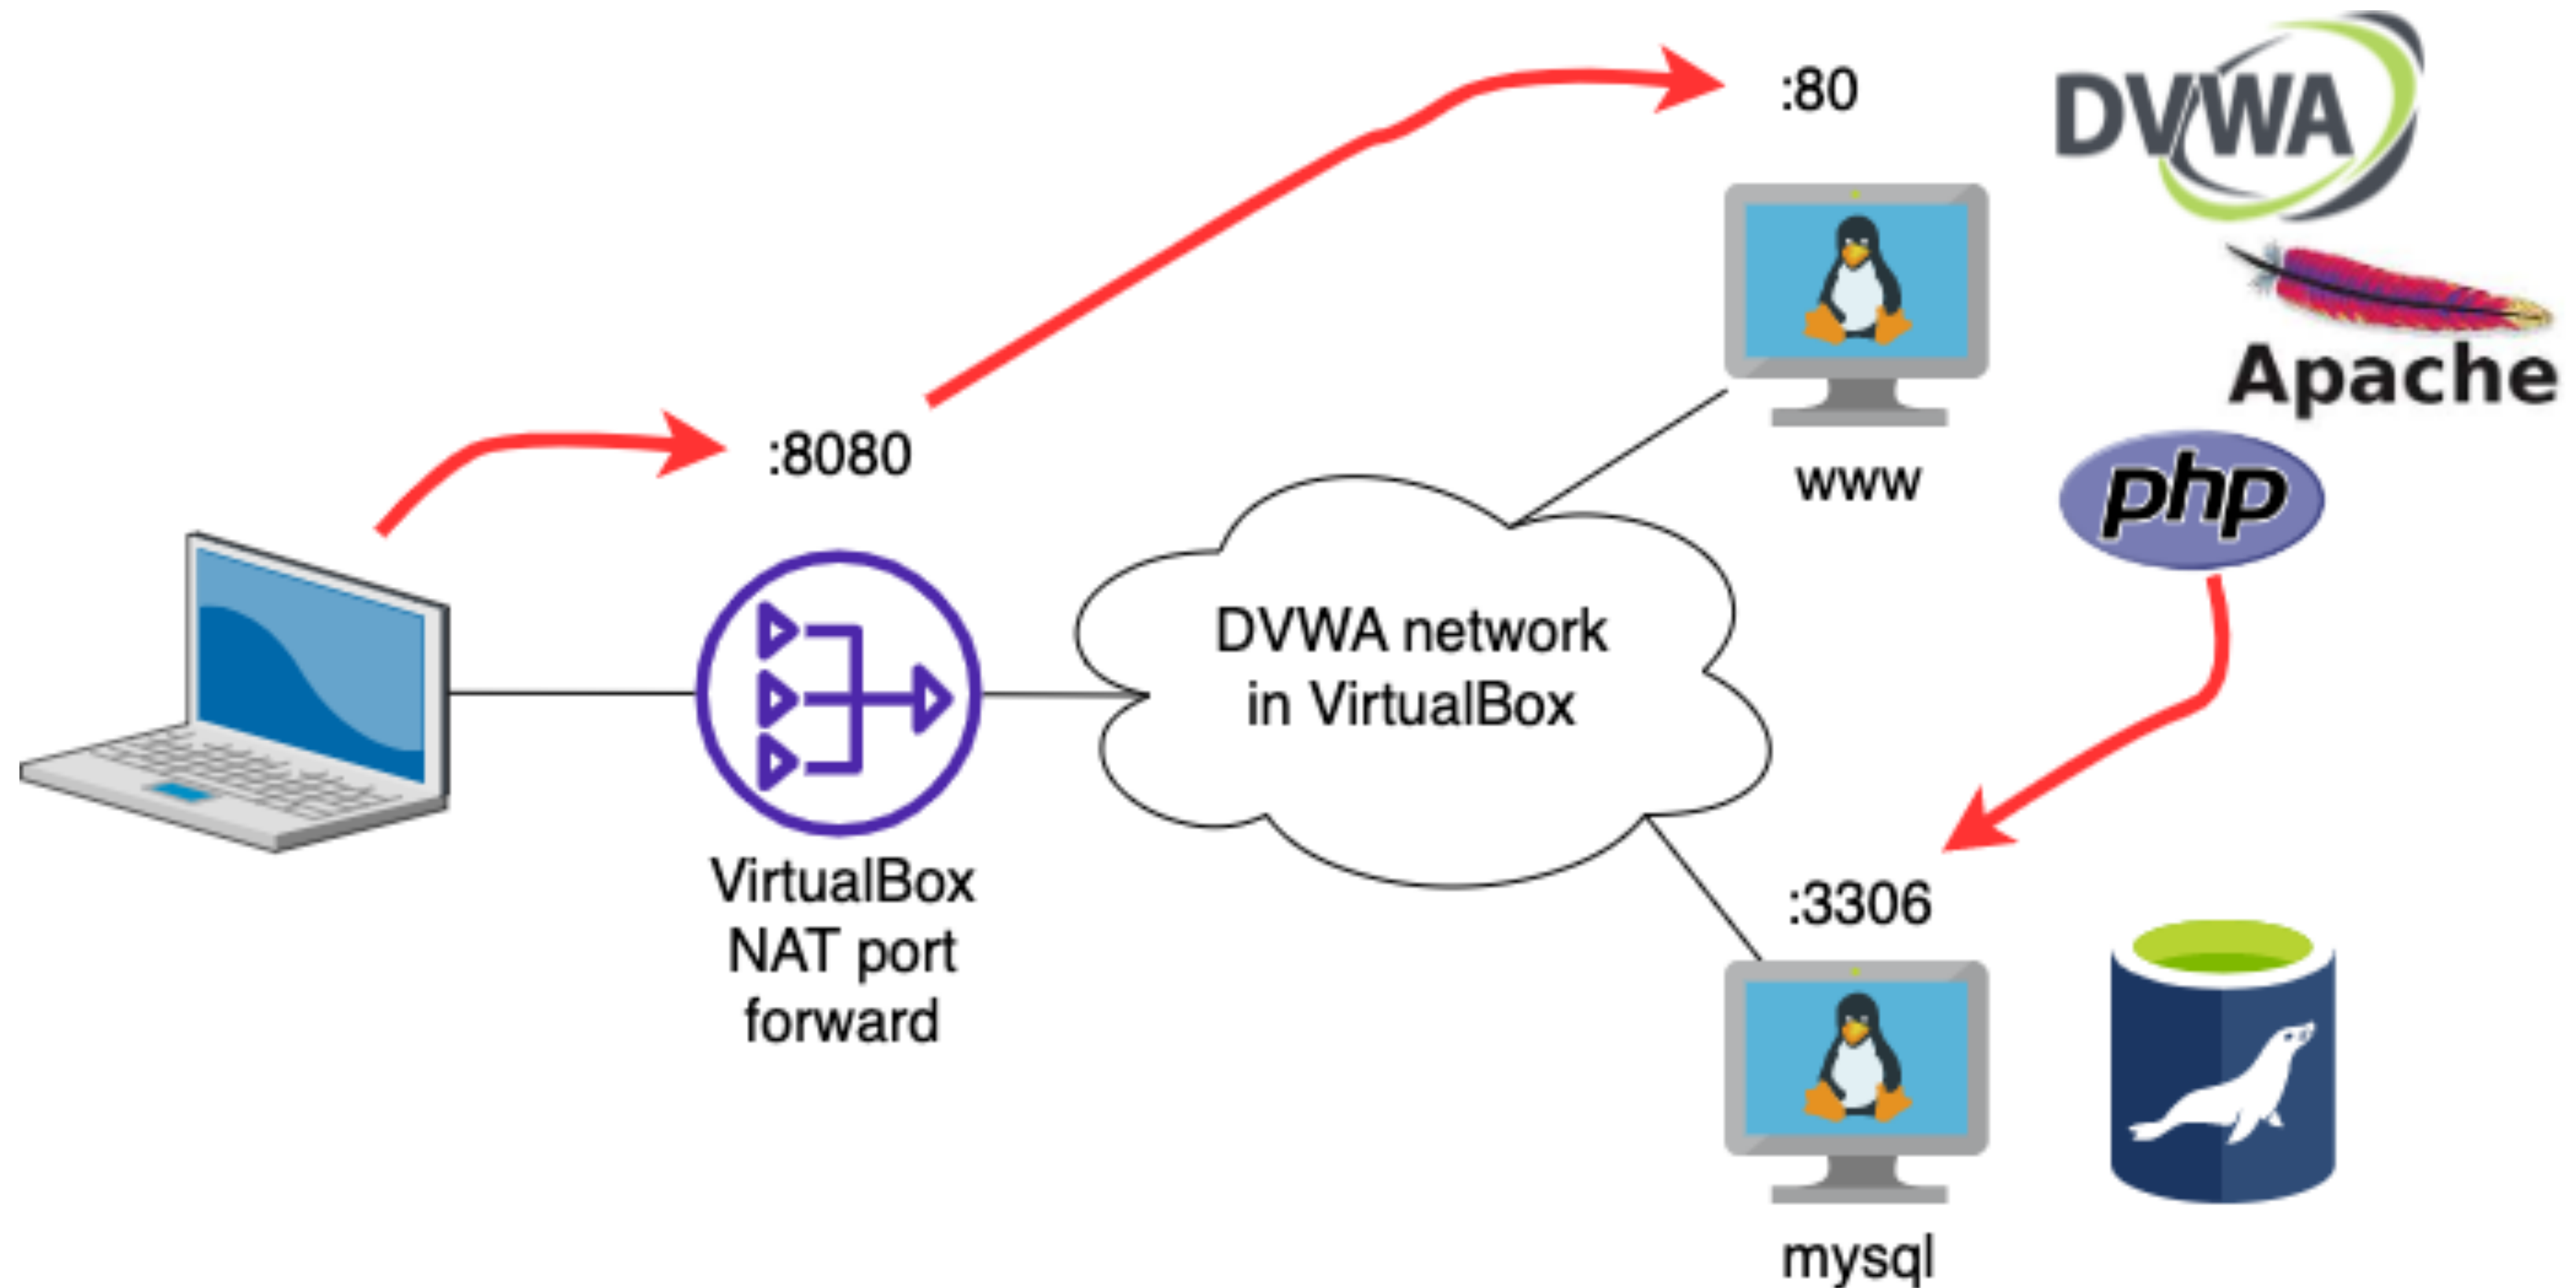 :80
DVWA
Apache
:8080
www
php
DVWA network
in VirtualBox
VirtualBox
NAT port
forward
:3306
mysql